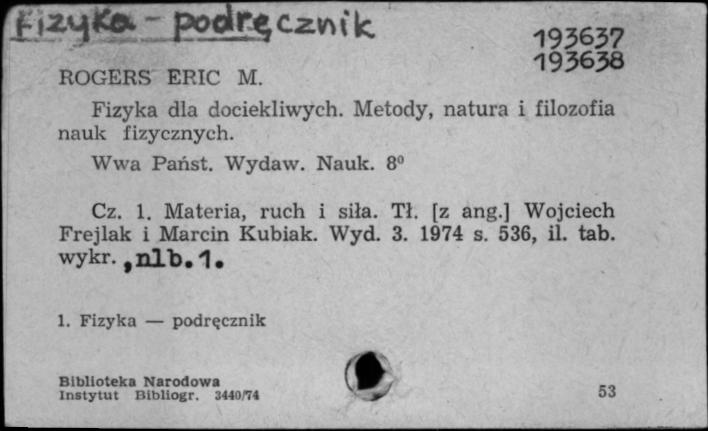 Fizyka - podręcznik
193637
193638
ROGERS ERIC M.
Fizyka dla dociekliwych. Metody, natura i filozofia
nauk fizycznych.
Wwa Państ. Wydaw. Nauk. 8⁰
Cz. 1. Materia, ruch i siła. Tł. [z ang.] Wojciech
Frejlak i Marcin Kubiak. Wyd. 3. 1974 s. 536, il. tab.
wykr. , nlb. 1.
1. Fizyka — podręcznik
Biblioteka Narodowa
Instytut Bibliogr. 3440/74
53